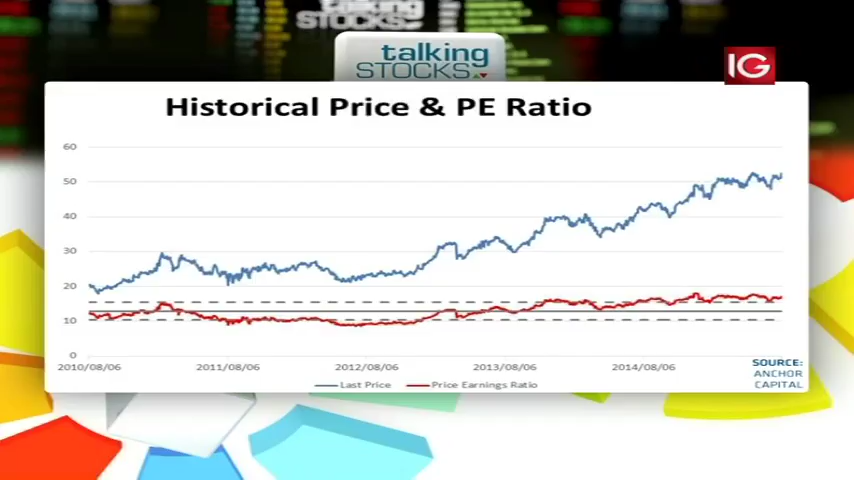 STOCKS
talking
STOCKS
IG
Historical Price & PE Ratio
60
50
40
30
20
10
0
2010/08/06
2011/08/06
2012/08/06
2013/08/06
2014/08/06
SOURCE:
ANCHOR
CAPITAL
Last Price
Price Earnings Ratio